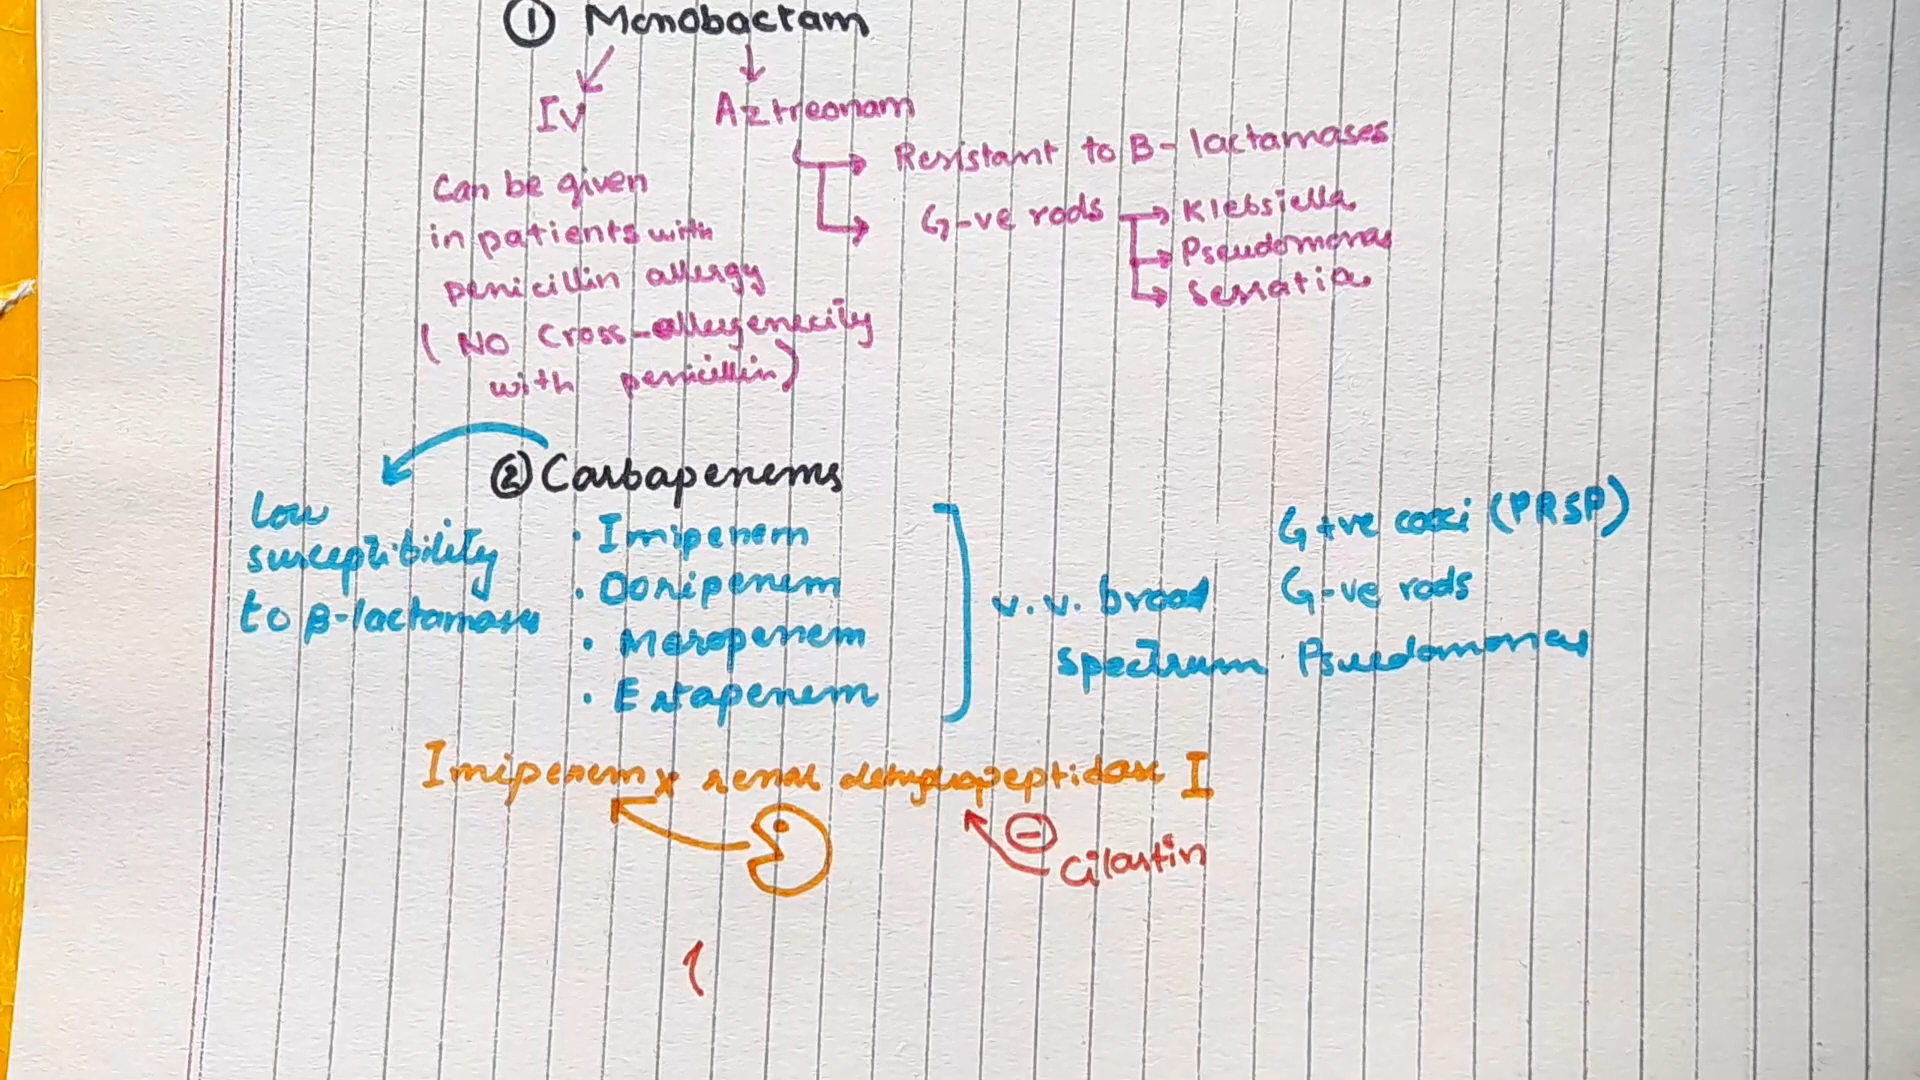 ① Monobactam
IV
Aztreonam
Resistant to B-lactamases
G-ve rods
Klebsiella
Pseudomonas
Serratia
Can be given
in patients with
penicillin allergy
(No Cross-allergenecity
with penicillin)
② Carbapenems
Low
susceptibility
to β-lactamases
· Imipenem
· Doripenem
· Meropenem
· Ertapenem
v.v. broad
spectrum
G+ve cocci (PRSP)
G-ve rods
Pseudomonas
Imipenem x renal dehydropeptidase I
Cilastin
(